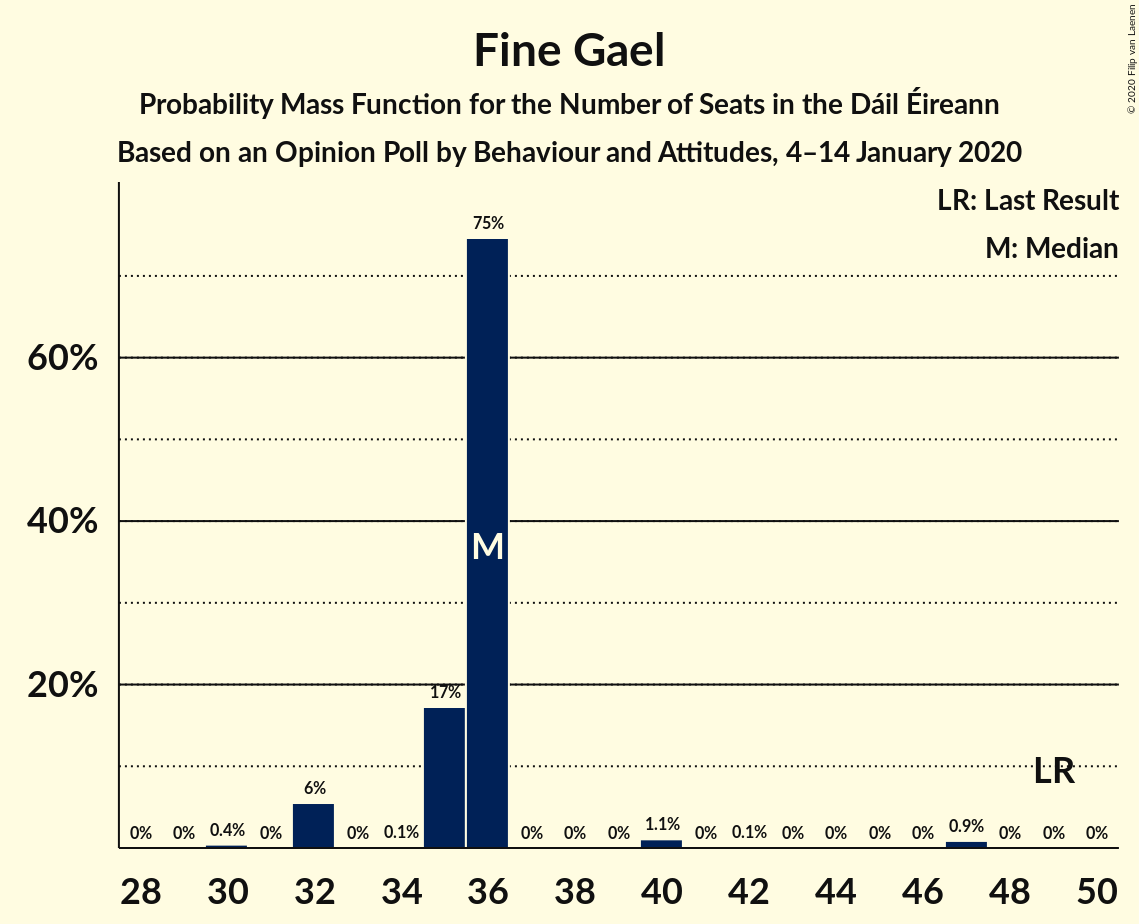 Fine Gael
Probability Mass Function for the Number of Seats in the Dáil Éireann
Based on an Opinion Poll by Behaviour and Attitudes, 4–14 January 2020
© 2020 Filip van Laenen
LR: Last Result
M: Median
60%
40%
20%
0% 0% 0.4% 0% 6% 0% 0.1% 17% 75% 0% 0% 0% 1.1% 0% 0.1% 0% 0% 0% 0% 0.9% 0% 0% 0%
M
LR
28 30 32 34 36 38 40 42 44 46 48 50